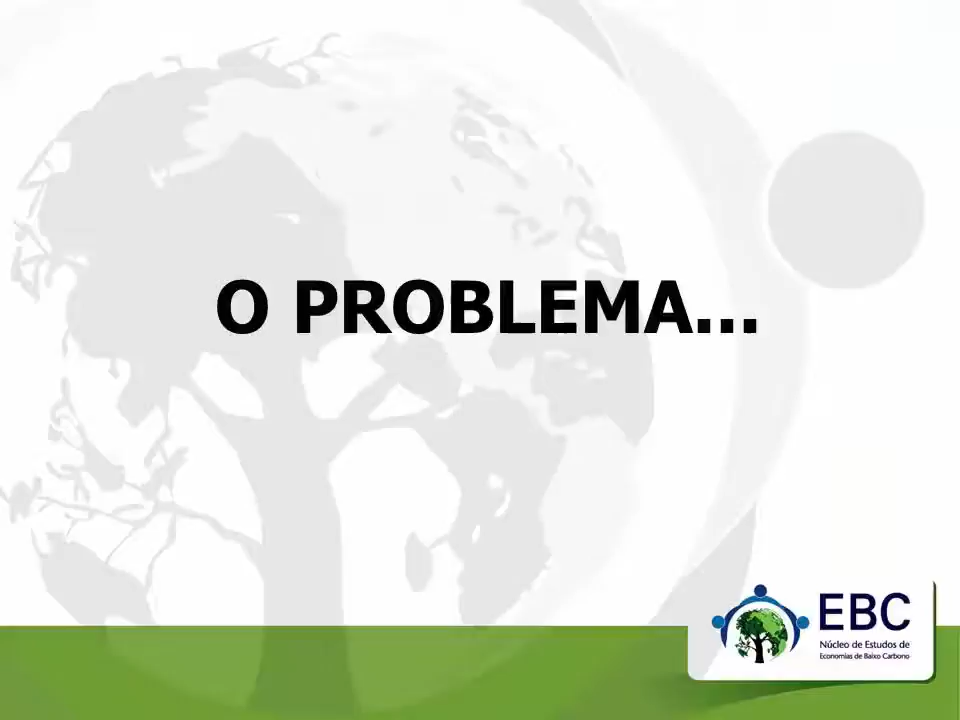 O PROBLEMA...
EBC
Núcleo de Estudos de
Economias de Baixo Carbono